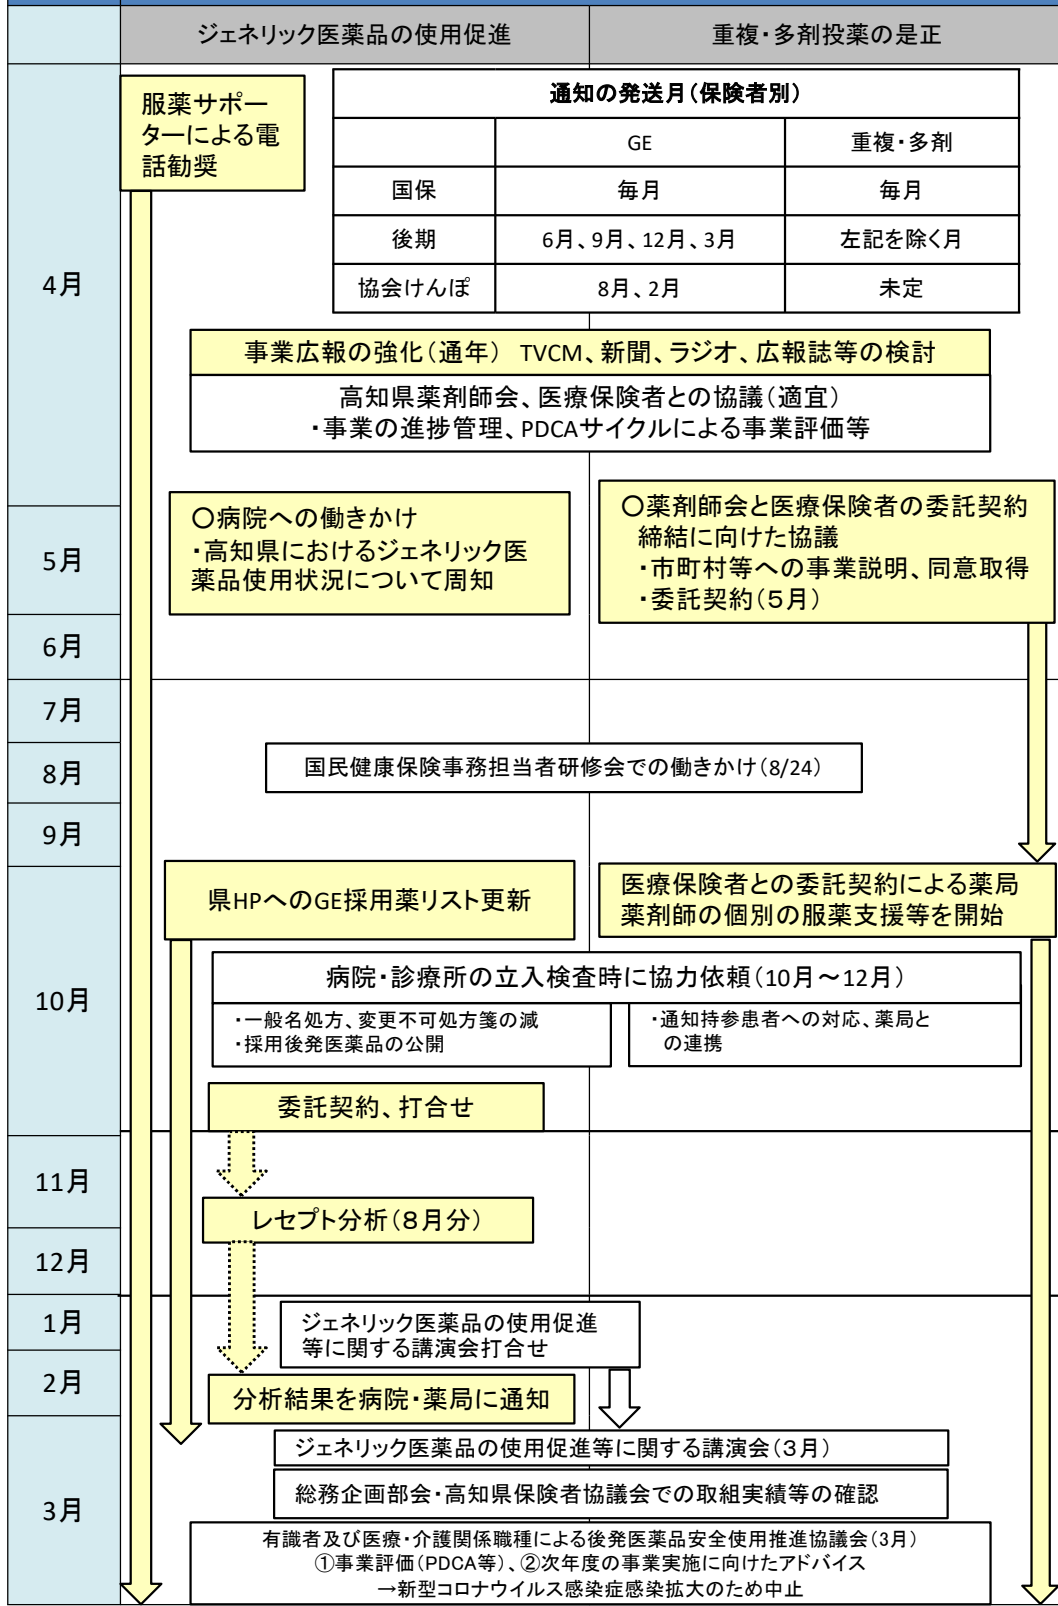 ジェネリック医薬品の使用促進
重複・多剤投薬の是正
4月
服薬サポー
ターによる電
話勧奨
通知の発送月（保険者別）
GE
重複・多剤
国保
毎月
毎月
後期
6月、9月、12月、3月
左記を除く月
協会けんぽ
8月、2月
未定
事業広報の強化（通年） TVCM、新聞、ラジオ、広報誌等の検討
高知県薬剤師会、医療保険者との協議（適宜）
・事業の進捗管理、PDCAサイクルによる事業評価等
5月
〇病院への働きかけ
・高知県におけるジェネリック医
薬品使用状況について周知
〇薬剤師会と医療保険者の委託契約
締結に向けた協議
・市町村等への事業説明、同意取得
・委託契約（５月）
6月
7月
8月
国民健康保険事務担当者研修会での働きかけ（8/24）
9月
10月
県HPへのGE採用薬リスト更新
医療保険者との委託契約による薬局
薬剤師の個別の服薬支援等を開始
病院・診療所の立入検査時に協力依頼（10月～12月）
・一般名処方、変更不可処方箋の減
・採用後発医薬品の公開
・通知持参患者への対応、薬局と
の連携
委託契約、打合せ
11月
レセプト分析（８月分）
12月
1月
ジェネリック医薬品の使用促進
等に関する講演会打合せ
2月
分析結果を病院・薬局に通知
3月
ジェネリック医薬品の使用促進等に関する講演会（３月）
総務企画部会・高知県保険者協議会での取組実績等の確認
有識者及び医療・介護関係職種による後発医薬品安全使用推進協議会（3月）
①事業評価（PDCA等）、②次年度の事業実施に向けたアドバイス
→新型コロナウイルス感染症感染拡大のため中止